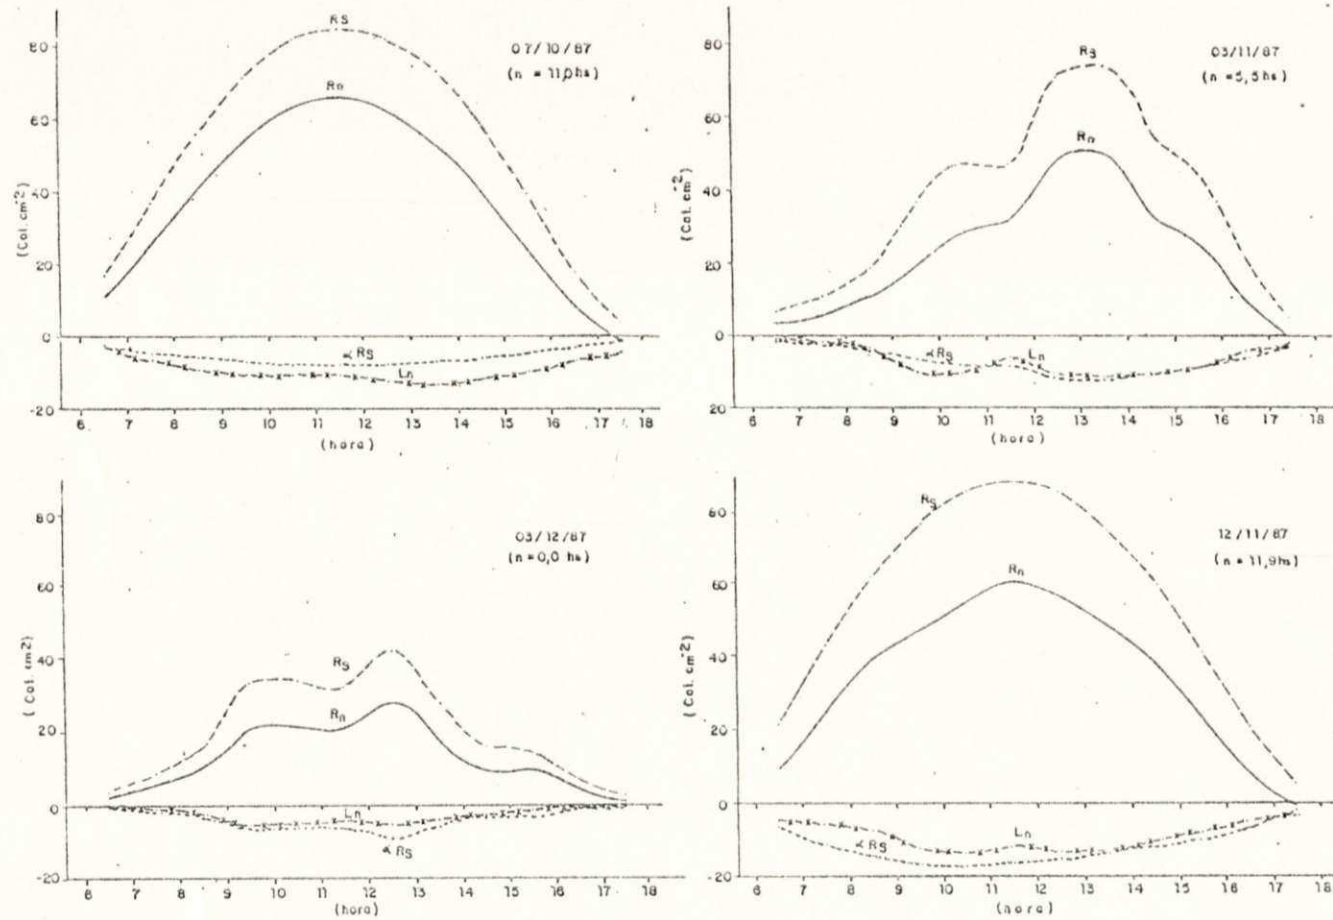 RS
80
07/10/87
(n = 11,0hs)
Rn
60
(Cal. cm-2)
40
20
0
∝ RS
Ln
-20
6 7 8 9 10 11 12 13 14 15 16 17 18
(hora)
80
RS
03/11/87
(n = 5,5hs)
60
Rn
(Cal. cm-2)
40
20
0
∝RS
Ln
20
6 7 8 9 10 11 12 13 14 15 16 17 18
(hora)
80
03/12/87
(n = 0,0 hs)
60
(Cal. cm2)
40
RS
Rn
20
0
Ln
∝ RS
-20
6 7 8 9 10 11 12 13 14 15 16 17 18
(hora)
RS
80
12/11/87
(n = 11,9hs)
Rn
60
(Cal. cm-2)
40
20
0
Ln
∝RS
-20
6 7 8 9 10 11 12 13 14 15 16 17 18
(hora)